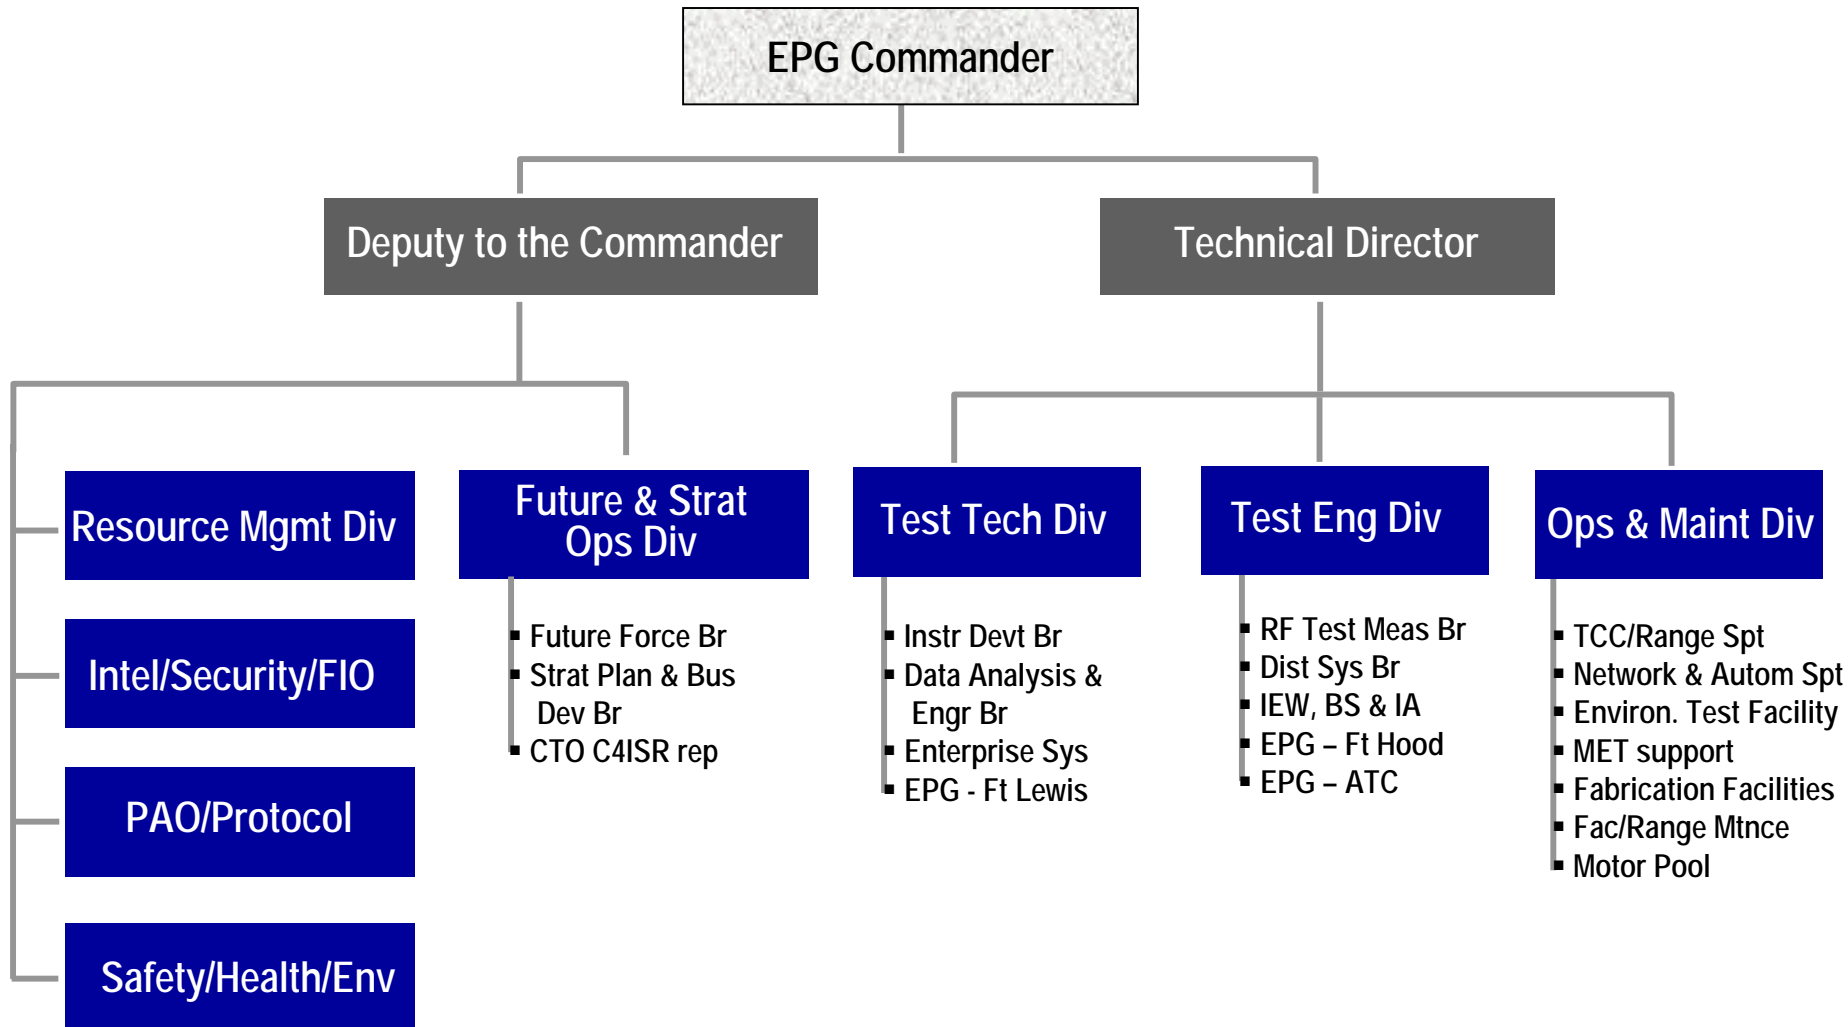 EPG Commander
Deputy to the Commander
Technical Director
Resource Mgmt Div
Intel/Security/FIO
PAO/Protocol
Safety/Health/Env
Future & Strat
Ops Div
▪ Future Force Br
▪ Strat Plan & Bus
Dev Br
▪ CTO C4ISR rep
Test Tech Div
▪ Instr Devt Br
▪ Data Analysis &
Engr Br
▪ Enterprise Sys
▪ EPG - Ft Lewis
Test Eng Div
▪ RF Test Meas Br
▪ Dist Sys Br
▪ IEW, BS & IA
▪ EPG – Ft Hood
▪ EPG – ATC
Ops & Maint Div
▪ TCC/Range Spt
▪ Network & Autom Spt
▪ Environ. Test Facility
▪ MET support
▪ Fabrication Facilities
▪ Fac/Range Mtnce
▪ Motor Pool